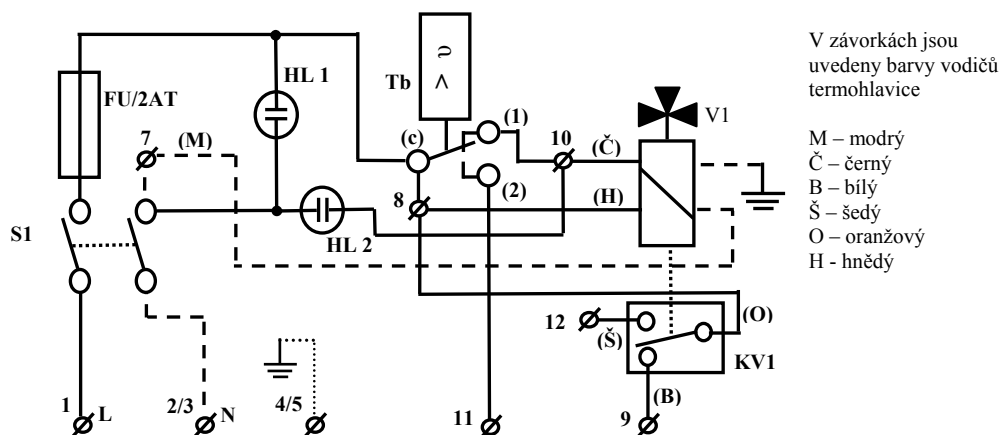 HL 1
Tb
ϑ
<
(1)
V1
FU/2AT
7
(M)
(c)
10
(Č)
8
(2)
(H)
S1
HL 2
12
(Š)
(O)
KV1
(B)
1
L
2/3
N
4/5
11
9
V závorkách jsou
uvedeny barvy vodičů
termohlavice
M – modrý
Č – černý
B – bílý
Š – šedý
O – oranžový
H - hnědý